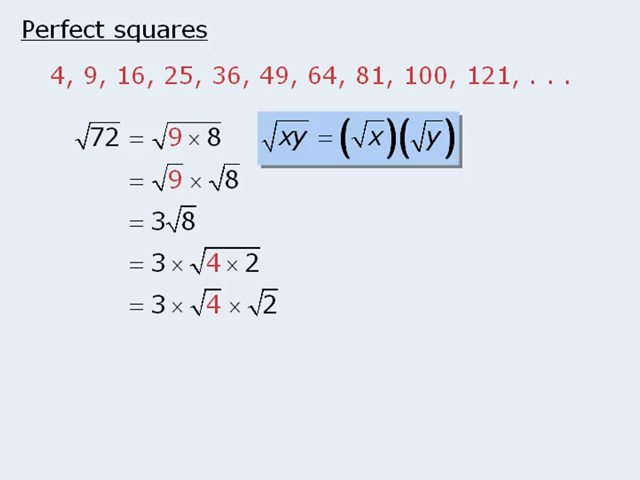 Perfect squares
4, 9, 16, 25, 36, 49, 64, 81, 100, 121, . . .
√72 = √(9 × 8)
√(xy) = (√x)(√y)
= √9 × √8
= 3√8
= 3 × √(4 × 2)
= 3 × √4 × √2